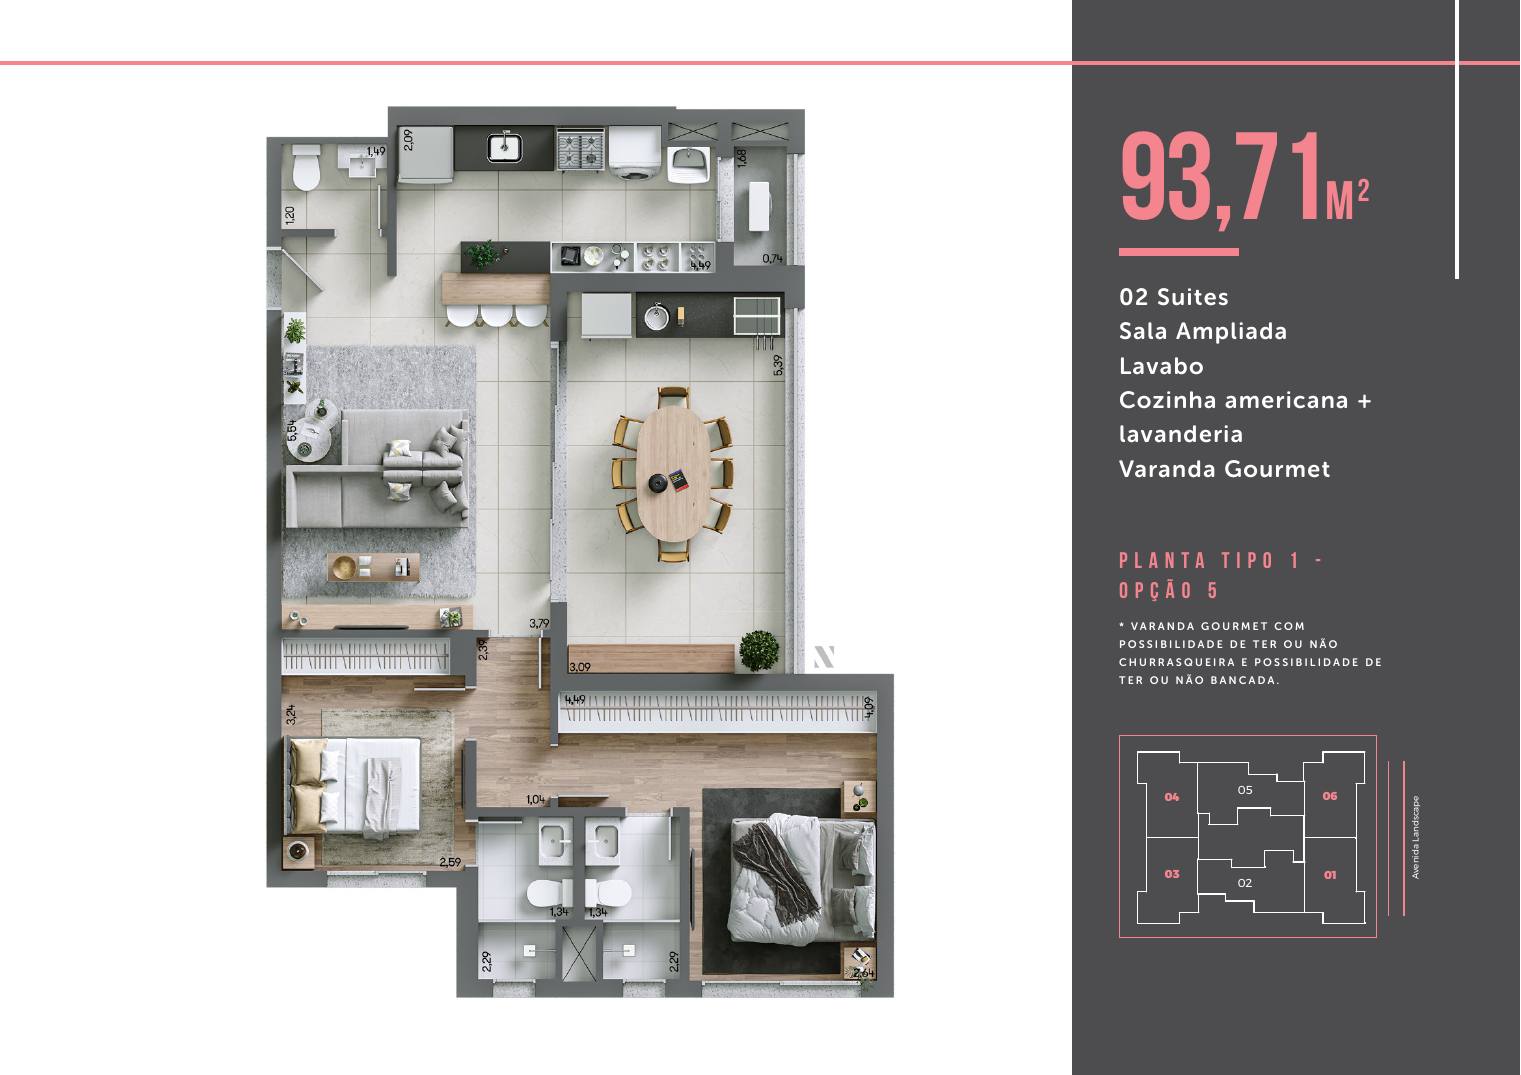 2,09
1,49
1,68
1,20
0,74
4,49
5,39
5,54
3,79
2,39
3,09
4,49
4,09
3,24
1,04
2,59
1,34
1,34
2,29
2,29
2,64
N
93,71M²
02 Suites
Sala Ampliada
Lavabo
Cozinha americana +
lavanderia
Varanda Gourmet
PLANTA TIPO 1 -
OPÇÃO 5
* VARANDA GOURMET COM
POSSIBILIDADE DE TER OU NÃO
CHURRASQUEIRA E POSSIBILIDADE DE
TER OU NÃO BANCADA.
04
05
06
03
02
01
Avenida Landscape